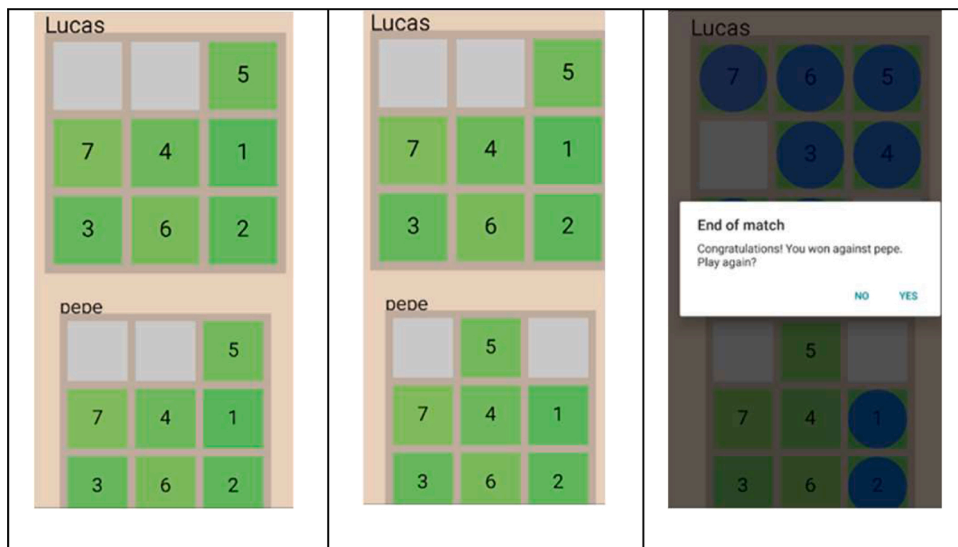 Lucas
5
7 4 1
3 6 2
pepe
5
7 4 1
3 6 2
Lucas
5
7 4 1
3 6 2
pepe
5
7 4 1
3 6 2
Lucas
7 6 5
3 4
End of match
Congratulations! You won against pepe.
Play again?
NO YES
5
7 4 1
3 6 2